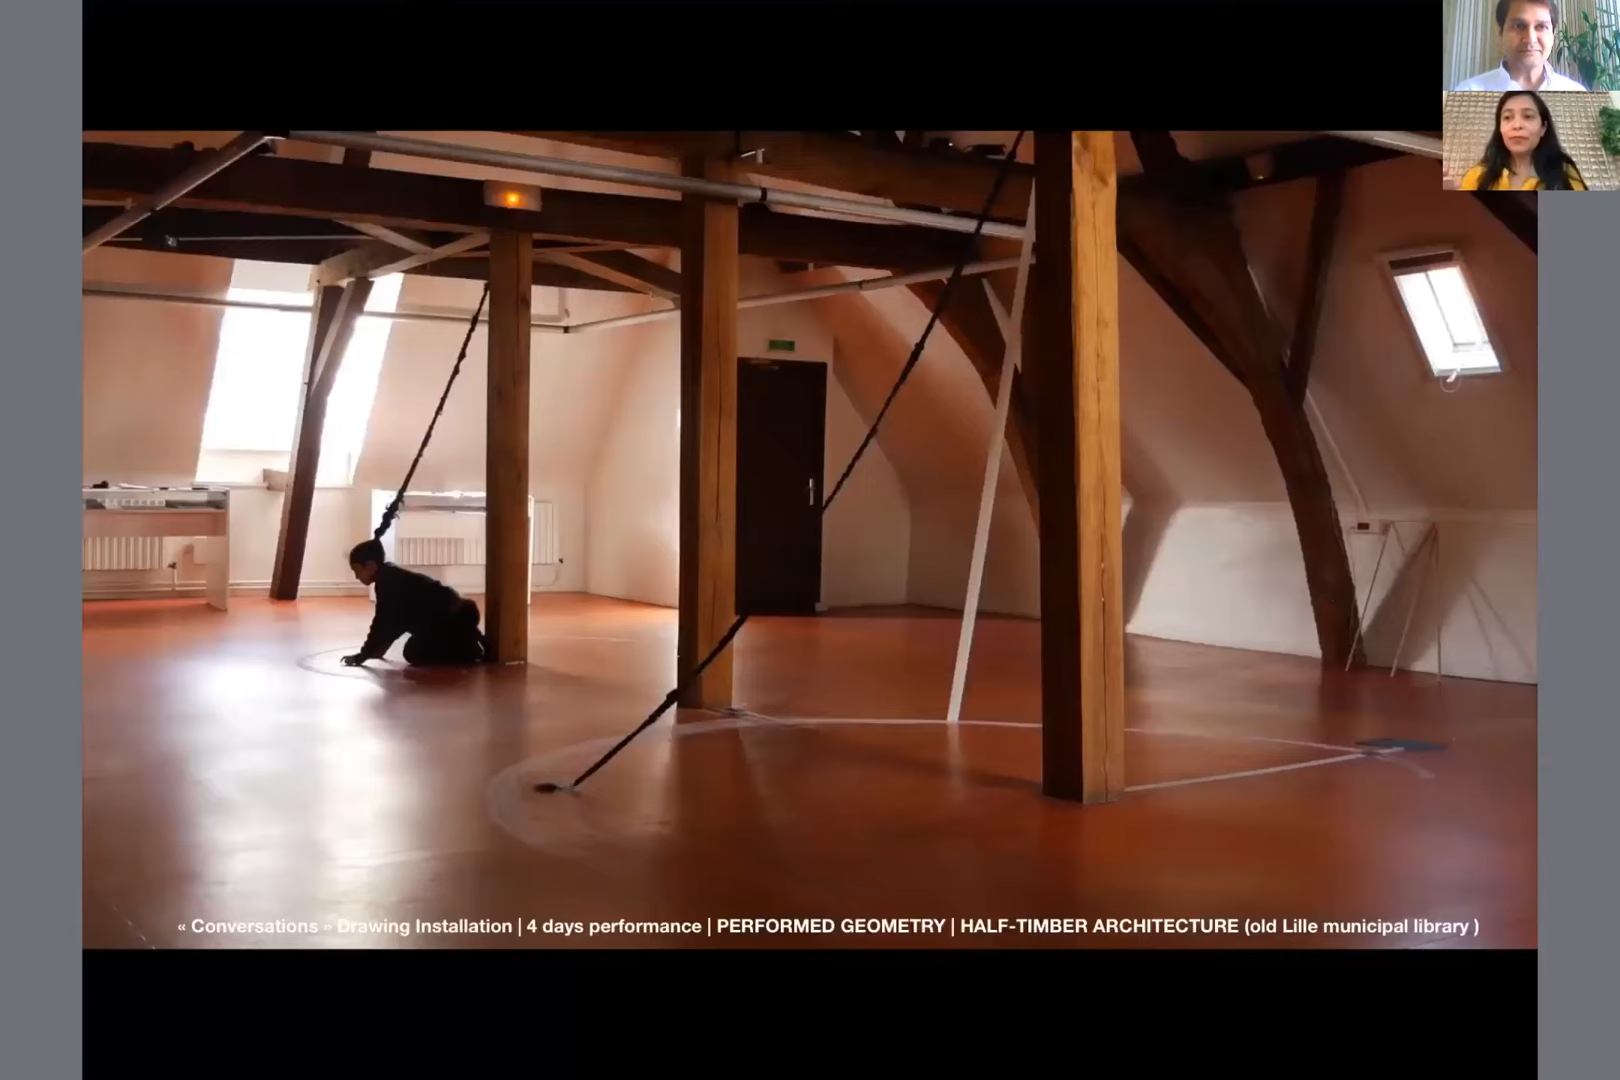 « Conversations » Drawing Installation | 4 days performance | PERFORMED GEOMETRY | HALF-TIMBER ARCHITECTURE (old Lille municipal library )